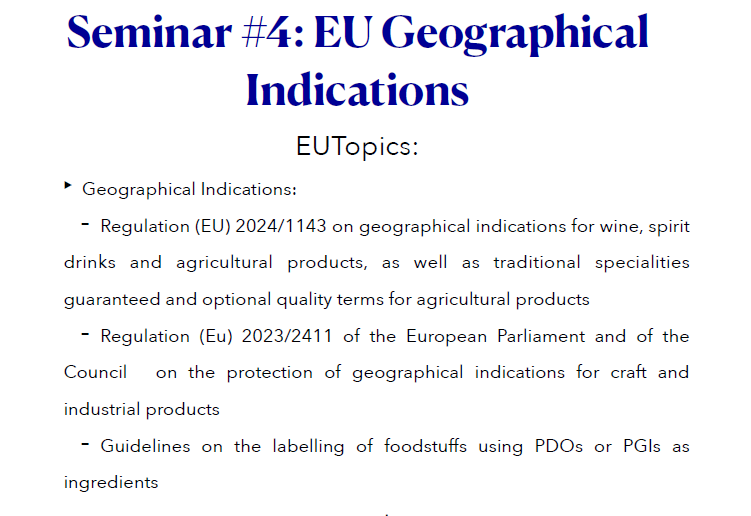 Seminar #4: EU Geographical
Indications
EUTopics:
‣ Geographical Indications:
- Regulation (EU) 2024/1143 on geographical indications for wine, spirit
drinks and agricultural products, as well as traditional specialities
guaranteed and optional quality terms for agricultural products
- Regulation (Eu) 2023/2411 of the European Parliament and of the
Council on the protection of geographical indications for craft and
industrial products
- Guidelines on the labelling of foodstuffs using PDOs or PGIs as
ingredients